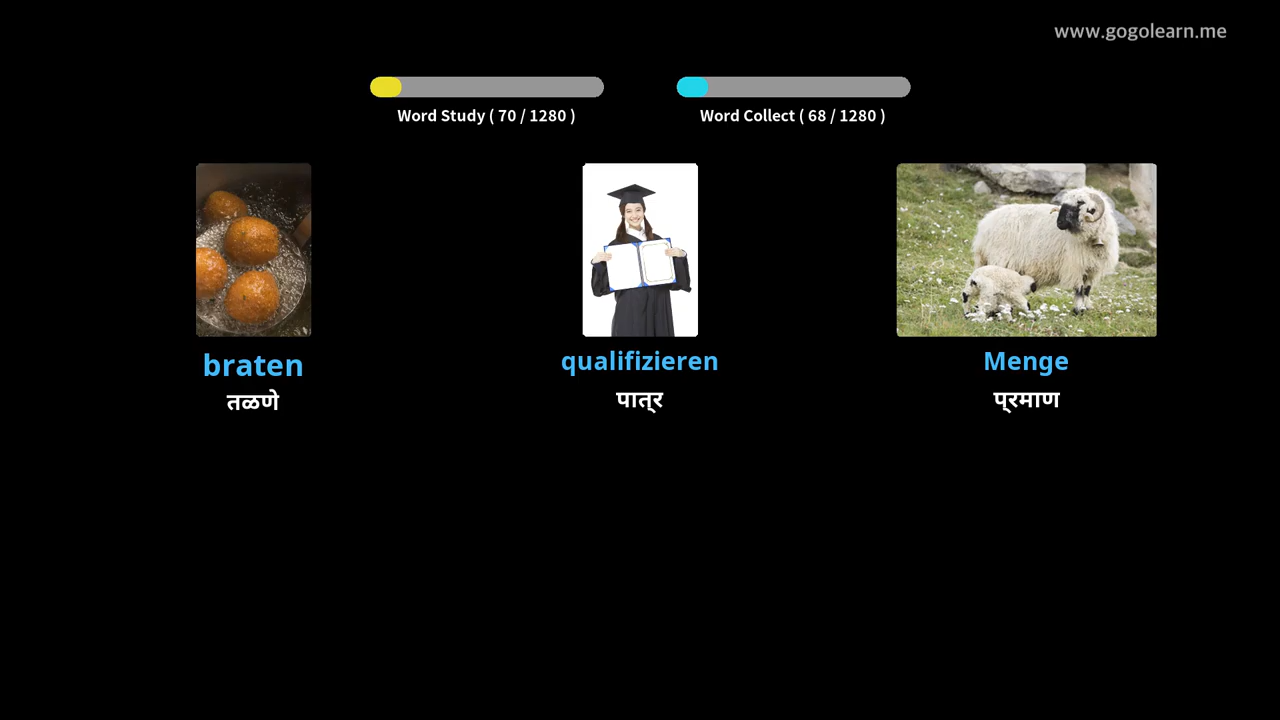 www.gogolearn.me
Word Study ( 70 / 1280 )
Word Collect ( 68 / 1280 )
braten
तळणे
qualifizieren
पात्र
Menge
प्रमाण